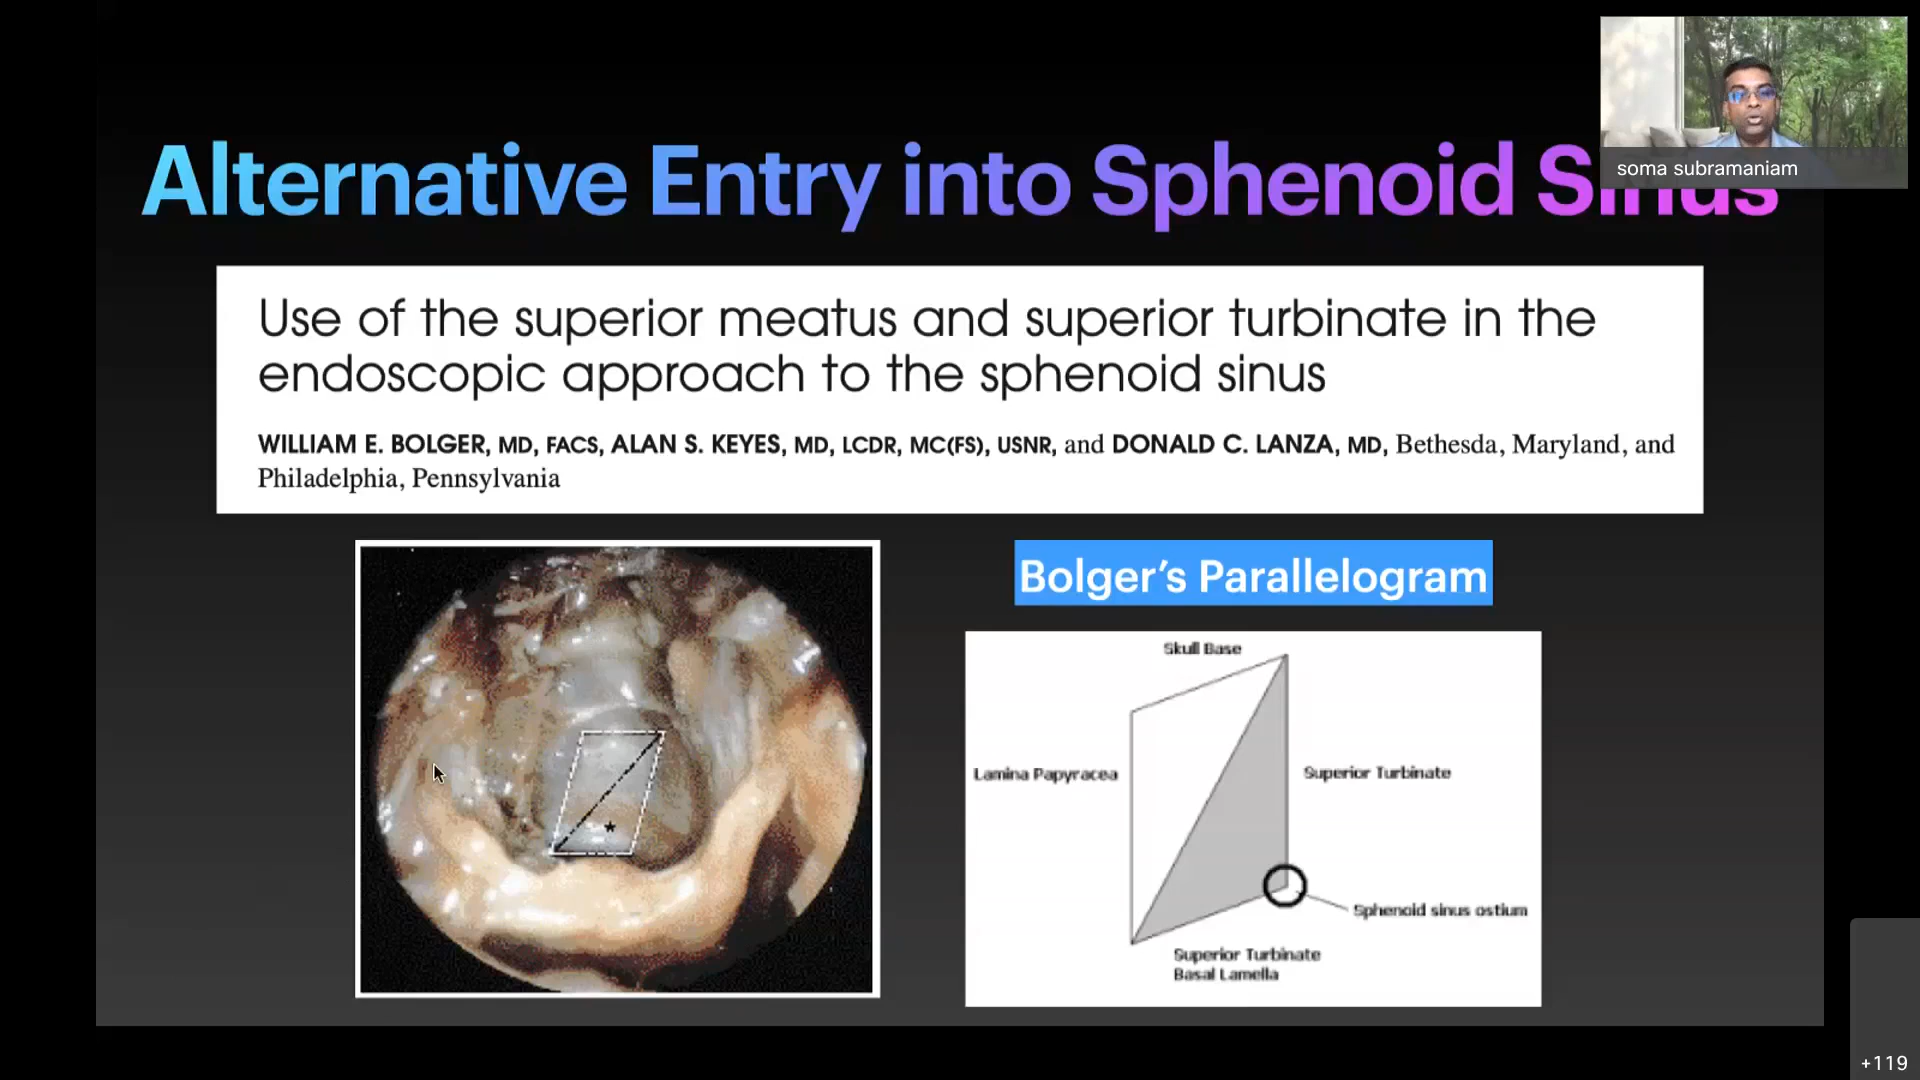 soma subramaniam
Alternative Entry into Sphenoid Sinus
Use of the superior meatus and superior turbinate in the
endoscopic approach to the sphenoid sinus
WILLIAM E. BOLGER, MD, FACS, ALAN S. KEYES, MD, LCDR, MC(FS), USNR, and DONALD C. LANZA, MD, Bethesda, Maryland, and
Philadelphia, Pennsylvania
Bolger’s Parallelogram
Skull Base
Lamina Papyracea
Superior Turbinate
Sphenoid sinus ostium
Superior Turbinate
Basal Lamella
+119